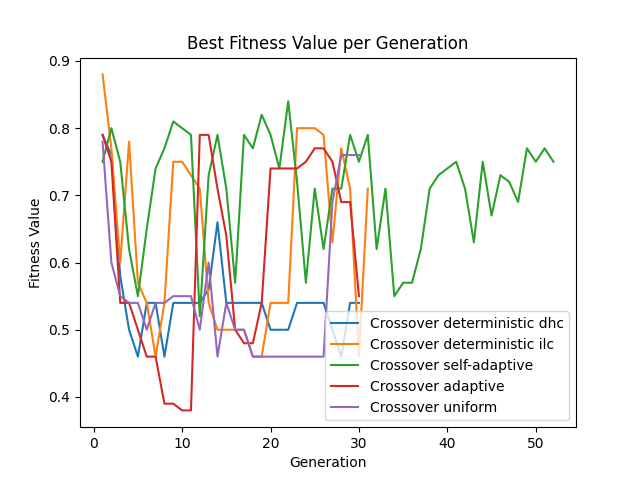 Best Fitness Value per Generation
0.9
0.8
0.7
0.6
0.5
0.4
Fitness Value
Crossover deterministic dhc
Crossover deterministic ilc
Crossover self-adaptive
Crossover adaptive
Crossover uniform
0 10 20 30 40 50
Generation